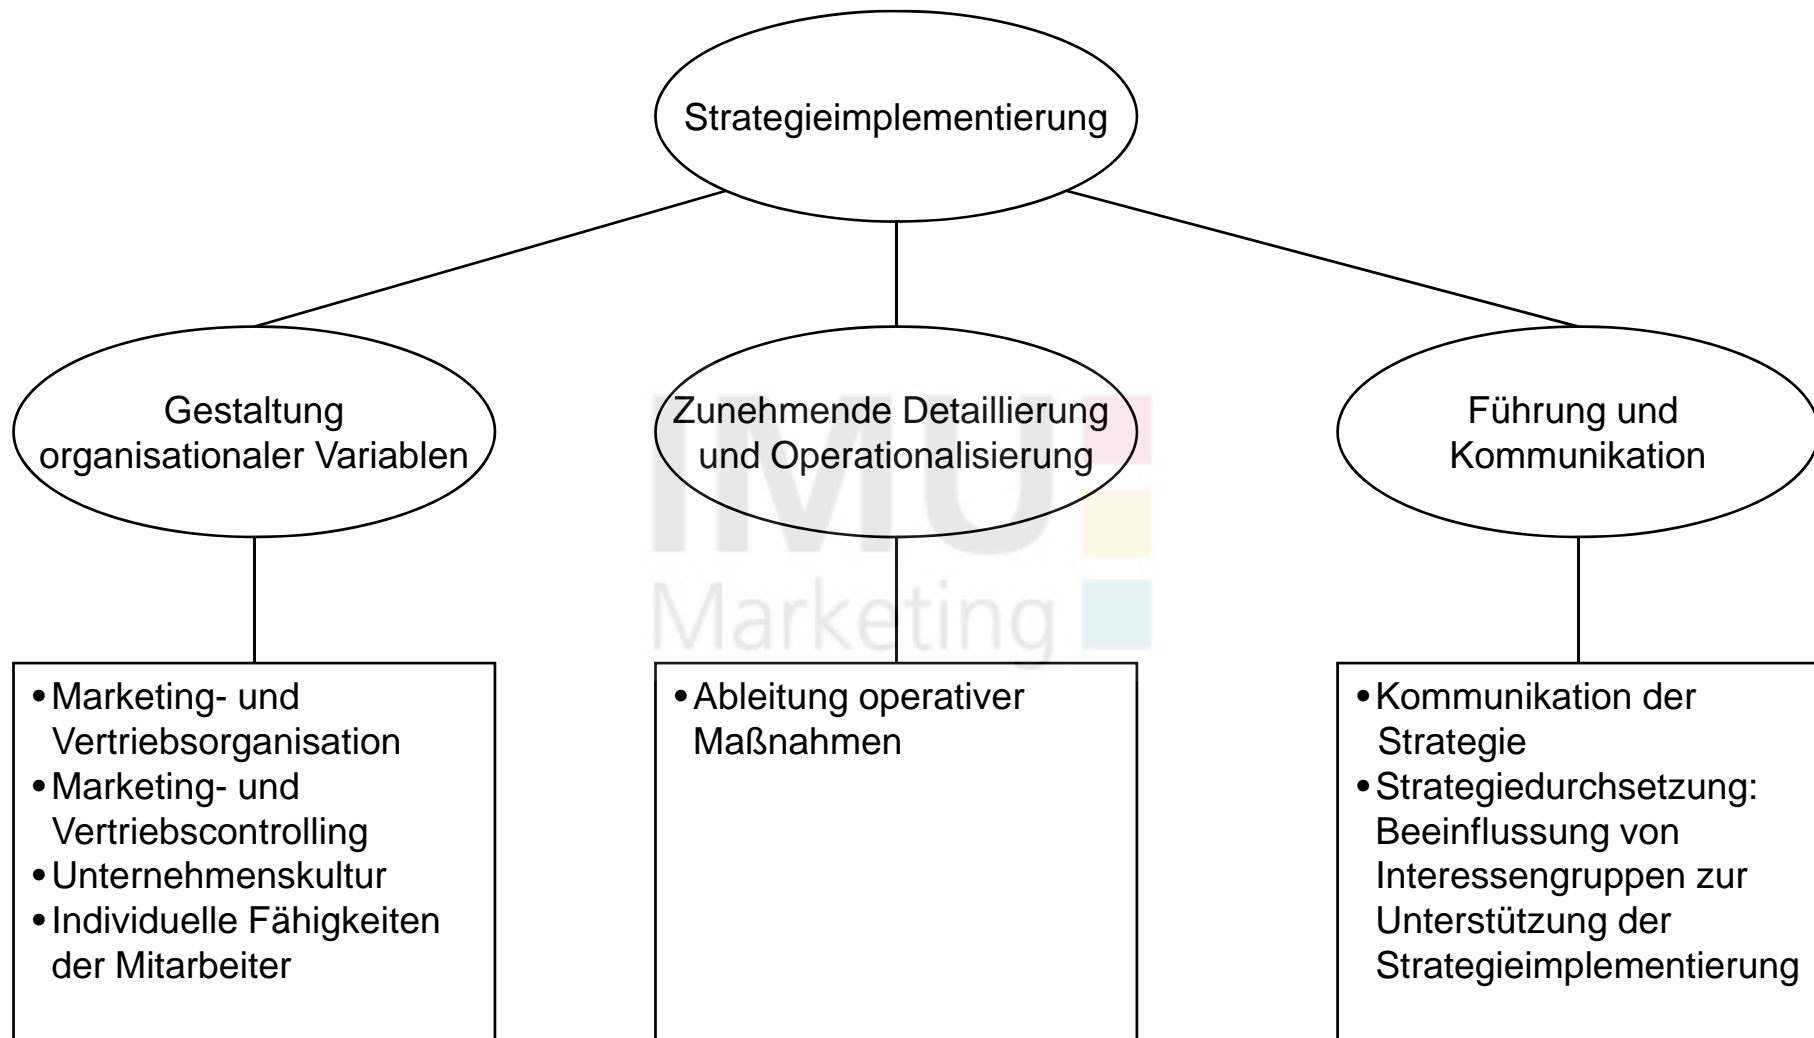 Strategieimplementierung
Gestaltung
organisationaler Variablen
Zunehmende Detaillierung
und Operationalisierung
Führung und
Kommunikation
IMU
Marketing
• Marketing- und
Vertriebsorganisation
• Marketing- und
Vertriebscontrolling
• Unternehmenskultur
• Individuelle Fähigkeiten
der Mitarbeiter
• Ableitung operativer
Maßnahmen
• Kommunikation der
Strategie
• Strategiedurchsetzung:
Beeinflussung von
Interessengruppen zur
Unterstützung der
Strategieimplementierung